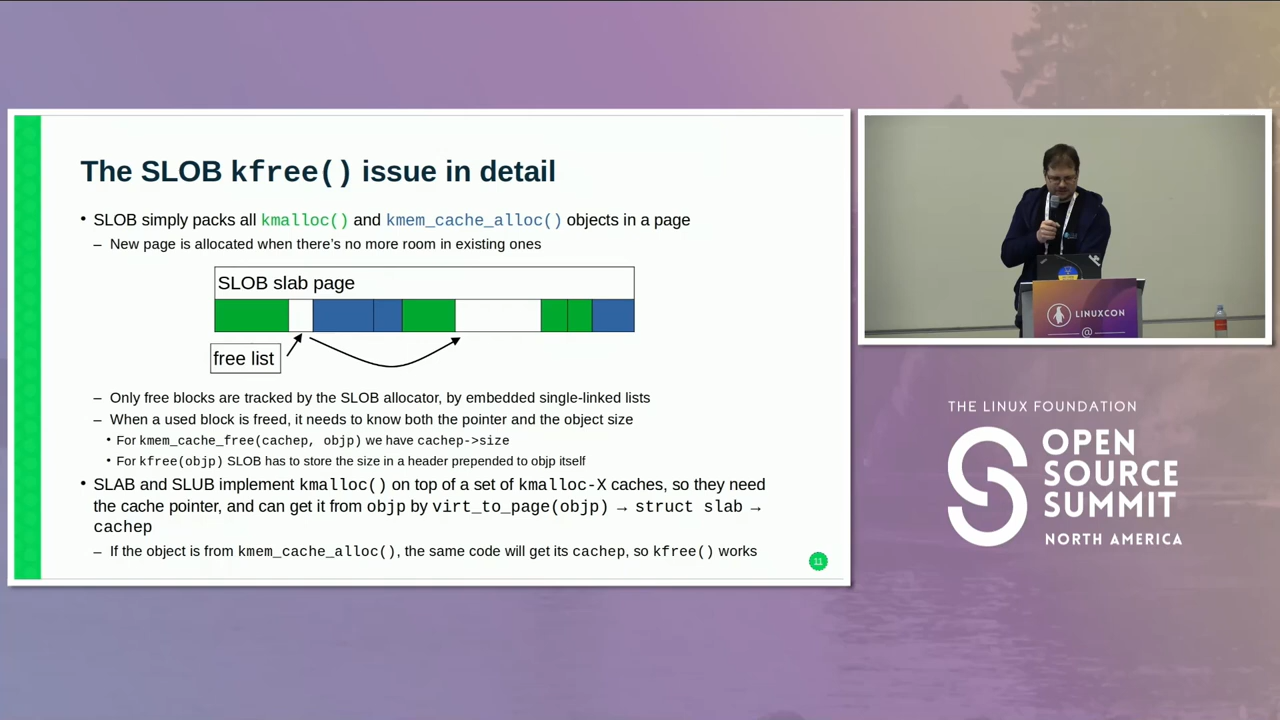 The SLOB kfree() issue in detail
• SLOB simply packs all kmalloc() and kmem_cache_alloc() objects in a page
– New page is allocated when there's no more room in existing ones
SLOB slab page
free list
– Only free blocks are tracked by the SLOB allocator, by embedded single-linked lists
– When a used block is freed, it needs to know both the pointer and the object size
• For kmem_cache_free(cachep, objp) we have cachep->size
• For kfree(objp) SLOB has to store the size in a header prepended to objp itself
• SLAB and SLUB implement kmalloc() on top of a set of kmalloc-X caches, so they need
the cache pointer, and can get it from objp by virt_to_page(objp) → struct slab →
cachep
– If the object is from kmem_cache_alloc(), the same code will get its cachep, so kfree() works
11
LINUXCON
@
THE LINUX FOUNDATION
OPEN
SOURCE
SUMMIT
NORTH AMERICA